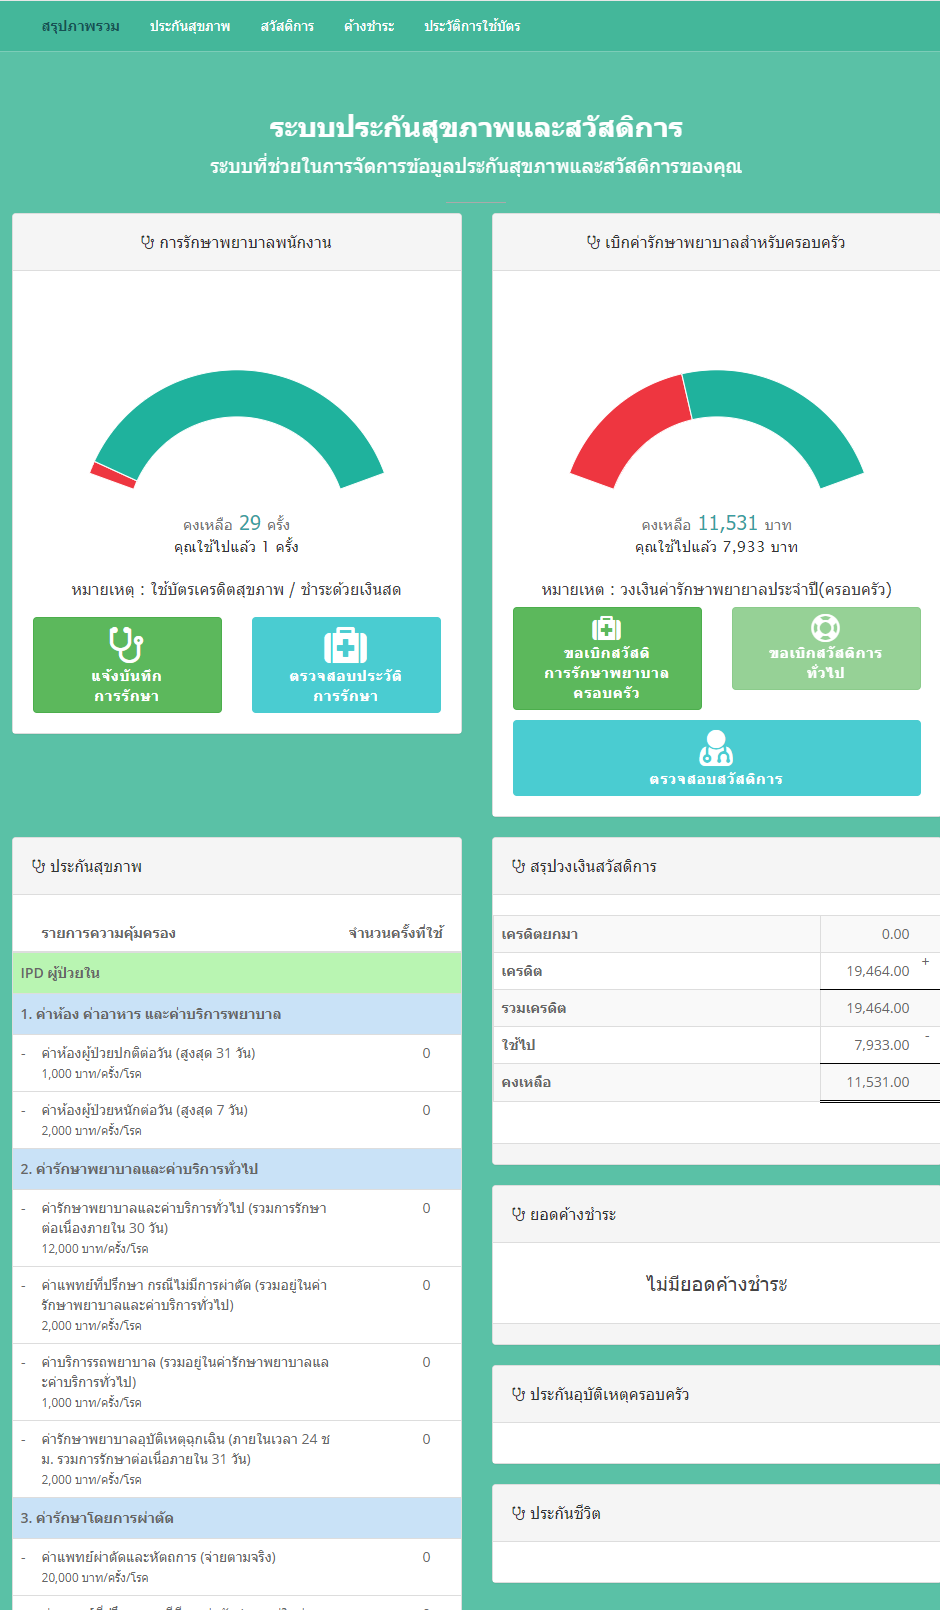 สรุปภาพรวม ประกันสุขภาพ สวัสดิการ ค้างชำระ ประวัติการใช้บัตร
ระบบประกันสุขภาพและสวัสดิการ
ระบบที่ช่วยในการจัดการข้อมูลประกันสุขภาพและสวัสดิการของคุณ
การรักษาพยาบาลพนักงาน
คงเหลือ 29 ครั้ง
คุณใช้ไปแล้ว 1 ครั้ง
หมายเหตุ : ใช้บัตรเครดิตสุขภาพ / ชำระด้วยเงินสด
แจ้งบันทึก
การรักษา
ตรวจสอบประวัติ
การรักษา
เบิกค่ารักษาพยาบาลสำหรับครอบครัว
คงเหลือ 11,531 บาท
คุณใช้ไปแล้ว 7,933 บาท
หมายเหต : วงเงินค่ารักษาพยายาลประจำปี(ครอบครัว)
ขอเบิกสวัสดิ
การรักษาพยาบาล
ครอบครัว
ขอเบิกสวัสดิการ
ทั่วไป
ตรวจสอบสวัสดิการ
ประกันสุขภาพ
รายการความคุ้มครอง จำนวนครั้งที่ใช้
IPD ผู้ป่วยใน
1. ค่าห้อง ค่าอาหาร และค่าบริการพยาบาล
- ค่าห้องผู้ป่วยปกติต่อวัน (สูงสุด 31 วัน) 0
1,000 บาท/ครั้ง/โรค
- ค่าห้องผู้ป่วยหนักต่อวัน (สูงสุด 7 วัน) 0
2,000 บาท/ครั้ง/โรค
2. ค่ารักษาพยาบาลและค่าบริการทั่วไป
- ค่ารักษาพยาบาลและค่าบริการทั่วไป (รวมการรักษา 0
ต่อเนื่องภายใน 30 วัน)
12,000 บาท/ครั้ง/โรค
- ค่าแพทย์ที่ปรึกษา กรณีไม่มีการผ่าตัด (รวมอยู่ในค่า 0
รักษาพยาบาลและค่าบริการทั่วไป)
2,000 บาท/ครั้ง/โรค
- ค่าบริการรถพยาบาล (รวมอยู่ในค่ารักษาพยาบาลแล 0
ะค่าบริการทั่วไป)
1,000 บาท/ครั้ง/โรค
- ค่ารักษาพยาบาลอุบัติเหตุฉุกเฉิน (ภายในเวลา 24 ช 0
ม. รวมการรักษาต่อเนื่อภายใน 31 วัน)
2,000 บาท/ครั้ง/โรค
3. ค่ารักษาโดยการผ่าตัด
- ค่าแพทย์ผ่าตัดและหัตถการ (จ่ายตามจริง) 0
20,000 บาท/ครั้ง/โรค
สรุปวงเงินสวัสดิการ
เครดิตยกมา 0.00
เครดิต 19,464.00 +
รวมเครดิต 19,464.00
ใช้ไป 7,933.00 -
คงเหลือ 11,531.00
ยอดค้างชำระ
ไม่มียอดค้างชำระ
ประกันอุบัติเหตุครอบครัว
ประกันชีวิต